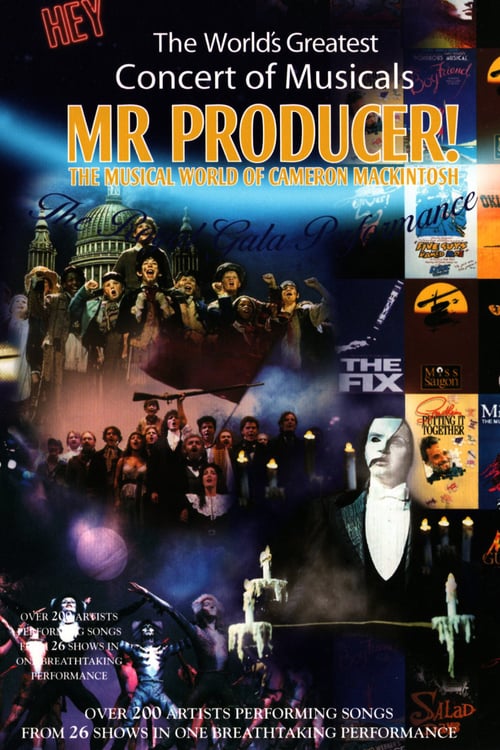 HEY
The World's Greatest
Concert of Musicals
MR PRODUCER!
THE MUSICAL WORLD OF CAMERON MACKINTOSH
The Royal Gala Performance
Boyfriend
FIVE GUYS
NAMED MOE
THE
FIX
Miss
Saigon
PUTTING IT
TOGETHER
OVER 200 ARTISTS
PERFORMING SONGS
FROM 26 SHOWS IN
ONE BREATHTAKING
PERFORMANCE
SALAD
OVER 200 ARTISTS PERFORMING SONGS
FROM 26 SHOWS IN ONE BREATHTAKING PERFORMANCE